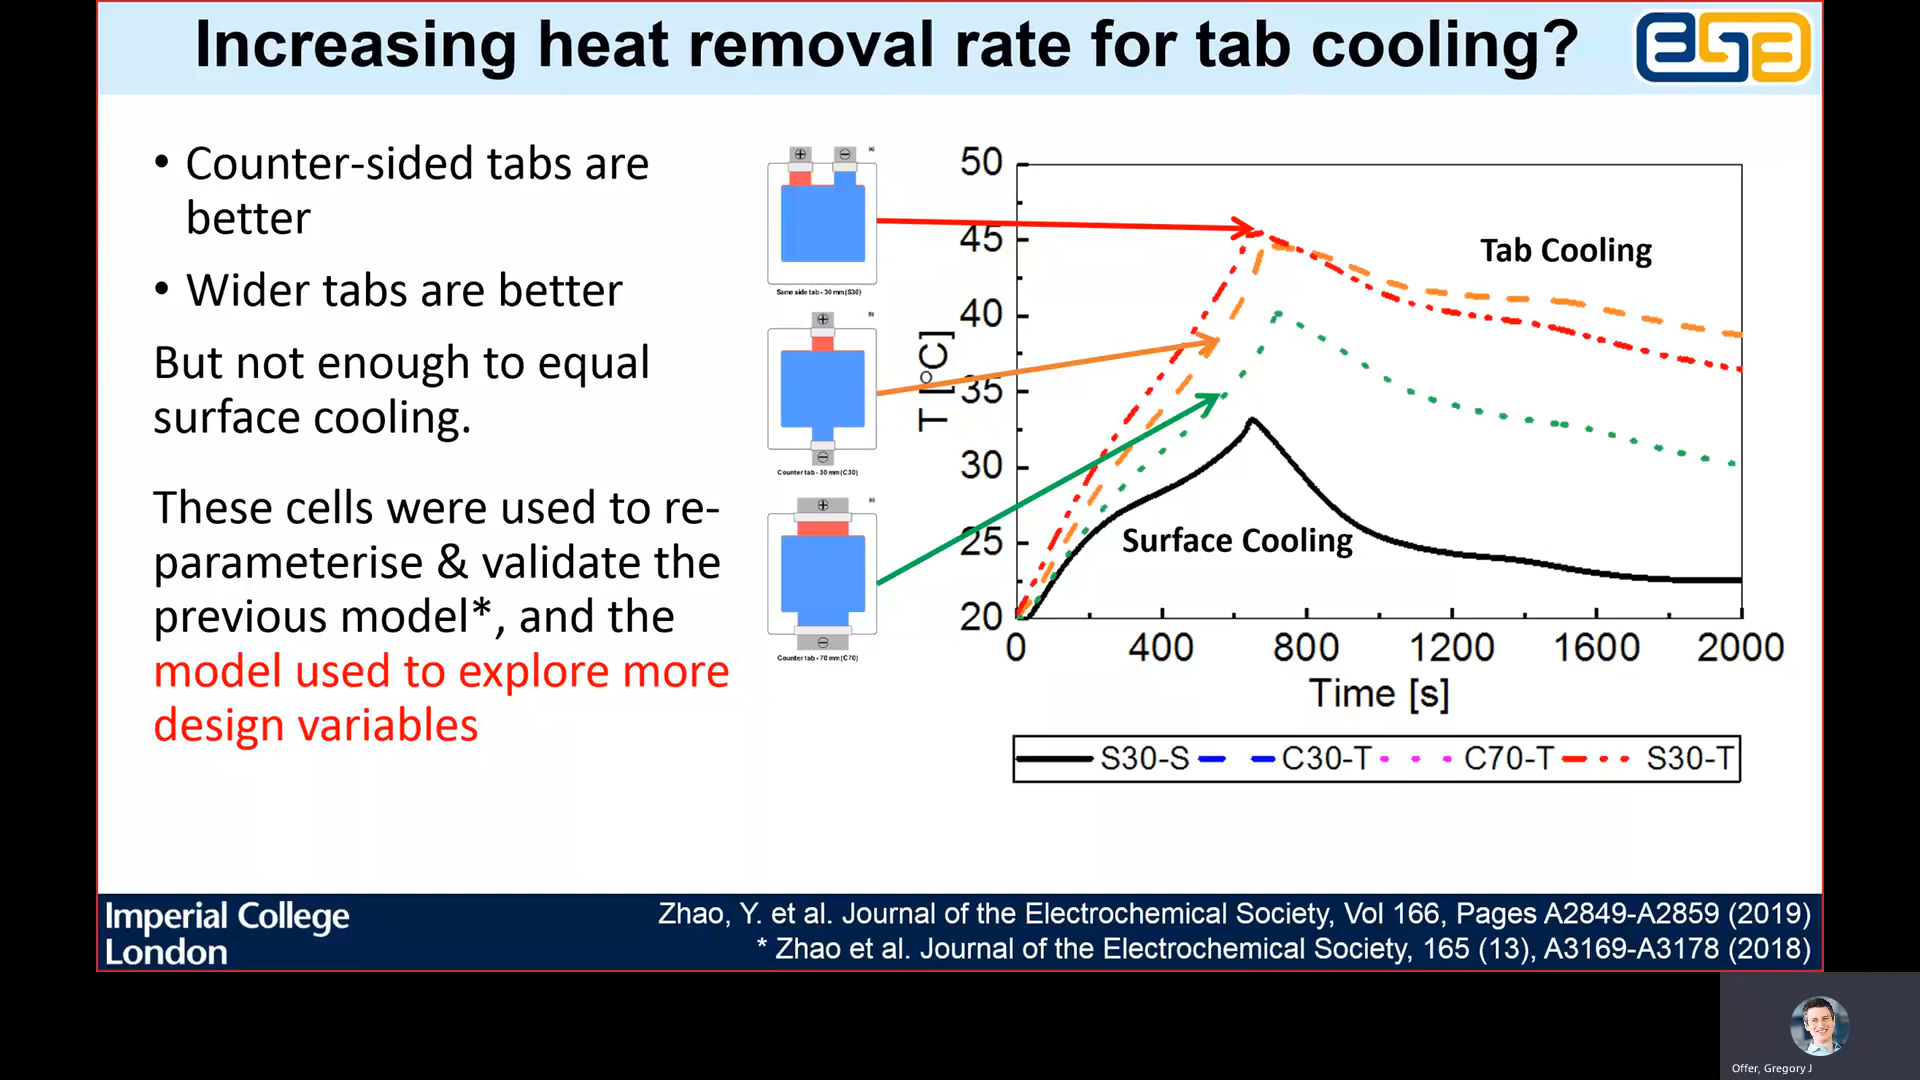 Increasing heat removal rate for tab cooling?
• Counter-sided tabs are
better
• Wider tabs are better
But not enough to equal
surface cooling.
These cells were used to re-
parameterise & validate the
previous model*, and the
model used to explore more
design variables
Same side tab - 30 mm (S30)
Counter tab - 30 mm (C30)
Counter tab - 70 mm (C70)
T [°C]
50
45
40
35
30
25
20
Tab Cooling
Surface Cooling
0 400 800 1200 1600 2000
Time [s]
S30-S C30-T C70-T S30-T
Imperial College
London
Zhao, Y. et al. Journal of the Electrochemical Society, Vol 166, Pages A2849-A2859 (2019)
* Zhao et al. Journal of the Electrochemical Society, 165 (13), A3169-A3178 (2018)
Offer, Gregory J